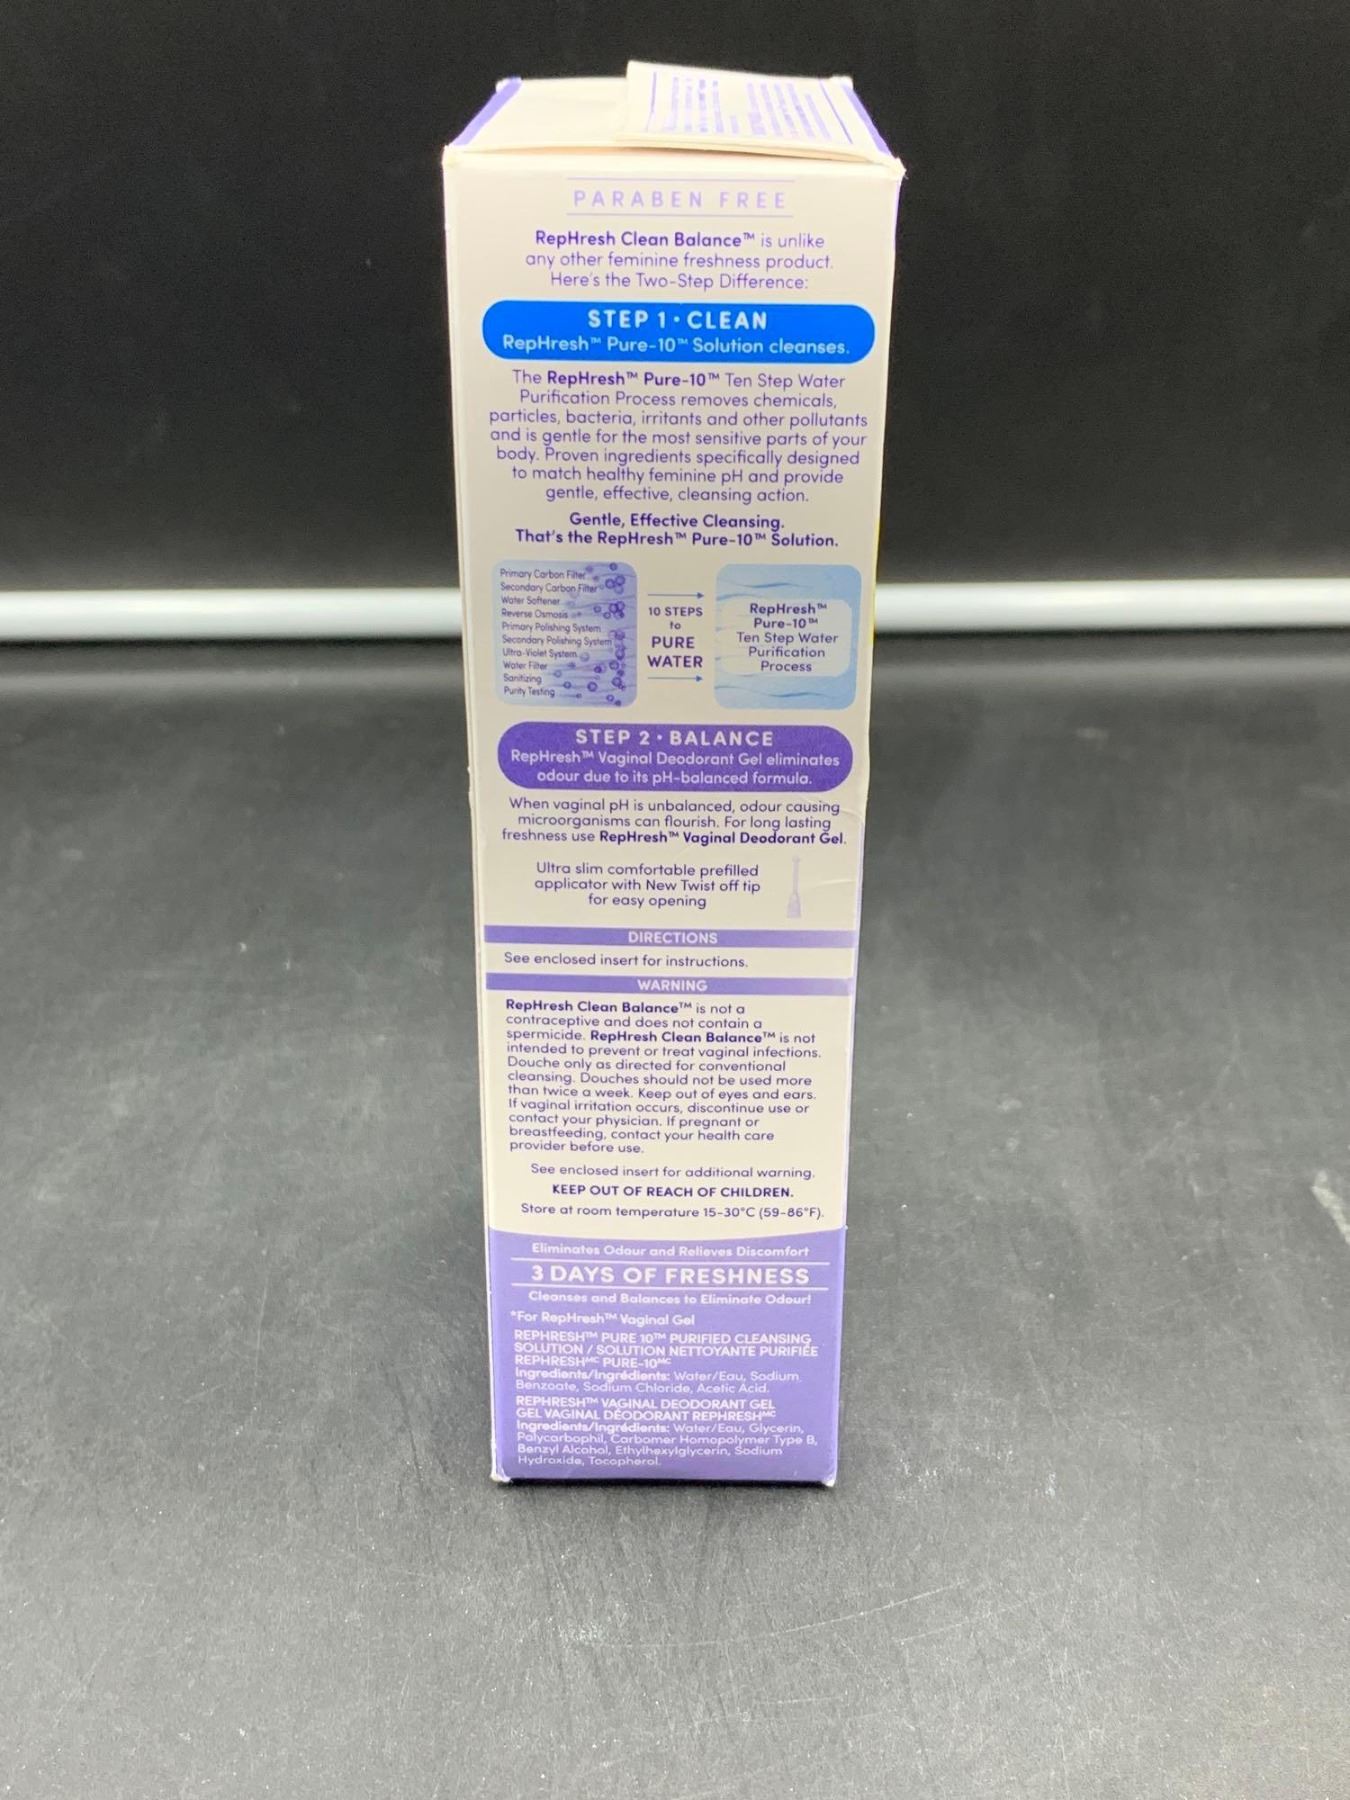 PARABEN FREE
RepHresh Clean Balance™ is unlike
any other feminine freshness product.
Here's the Two-Step Difference:
STEP 1 • CLEAN
RepHresh™ Pure-10™ Solution cleanses.
The RepHresh™ Pure-10™ Ten Step Water
Purification Process removes chemicals,
particles, bacteria, irritants and other pollutants
and is gentle for the most sensitive parts of your
body. Proven ingredients specifically designed
to match healthy feminine pH and provide
gentle, effective, cleansing action.
Gentle, Effective Cleansing.
That's the RepHresh™ Pure-10™ Solution.
Primary Carbon Filter
Secondary Carbon Filter
Water Softener
Reverse Osmosis
Primary Polishing System
Secondary Polishing System
Ultra-Violet System
Water Filter
Sanitizing
Purity Testing
10 STEPS
to
PURE
WATER
RepHresh™
Pure-10™
Ten Step Water
Purification
Process
STEP 2 • BALANCE
RepHresh™ Vaginal Deodorant Gel eliminates
odour due to its pH-balanced formula.
When vaginal pH is unbalanced, odour causing
microorganisms can flourish. For long lasting
freshness use RepHresh™ Vaginal Deodorant Gel.
Ultra slim comfortable prefilled
applicator with New Twist off tip
for easy opening
DIRECTIONS
See enclosed insert for instructions.
WARNING
RepHresh Clean Balance™ is not a
contraceptive and does not contain a
spermicide. RepHresh Clean Balance™ is not
intended to prevent or treat vaginal infections.
Douche only as directed for conventional
cleansing. Douches should not be used more
than twice a week. Keep out of eyes and ears.
If vaginal irritation occurs, discontinue use or
contact your physician. If pregnant or
breastfeeding, contact your health care
provider before use.
See enclosed insert for additional warning.
KEEP OUT OF REACH OF CHILDREN.
Store at room temperature 15-30°C (59-86°F).
Eliminates Odour and Relieves Discomfort
3 DAYS OF FRESHNESS
Cleanses and Balances to Eliminate Odour!
*For RepHresh™ Vaginal Gel
REPHRESH™ PURE 10™ PURIFIED CLEANSING
SOLUTION / SOLUTION NETTOYANTE PURIFIÉE
REPHRESHᴹᶜ PURE-10ᴹᶜ
Ingredients/Ingrédients: Water/Eau, Sodium
Benzoate, Sodium Chloride, Acetic Acid.
REPHRESH™ VAGINAL DEODORANT GEL
GEL VAGINAL DÉODORANT REPHRESHᴹᶜ
Ingredients/Ingrédients: Water/Eau, Glycerin,
Polycarbophil, Carbomer Homopolymer Type B,
Benzyl Alcohol, Ethylhexylglycerin, Sodium
Hydroxide, Tocopherol.